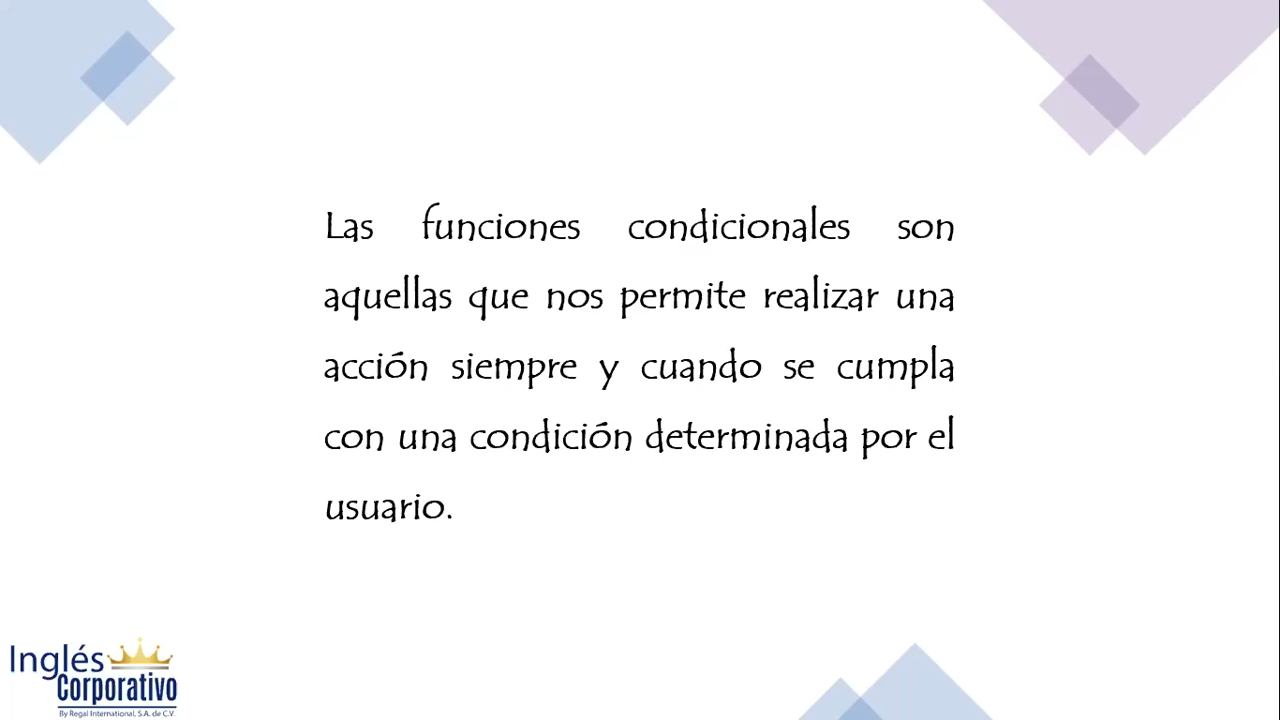 Las funciones condicionales son
aquellas que nos permite realizar una
acción siempre y cuando se cumpla
con una condición determinada por el
usuario.
Inglés
Corporativo
By Regal International, S.A. de C.V.